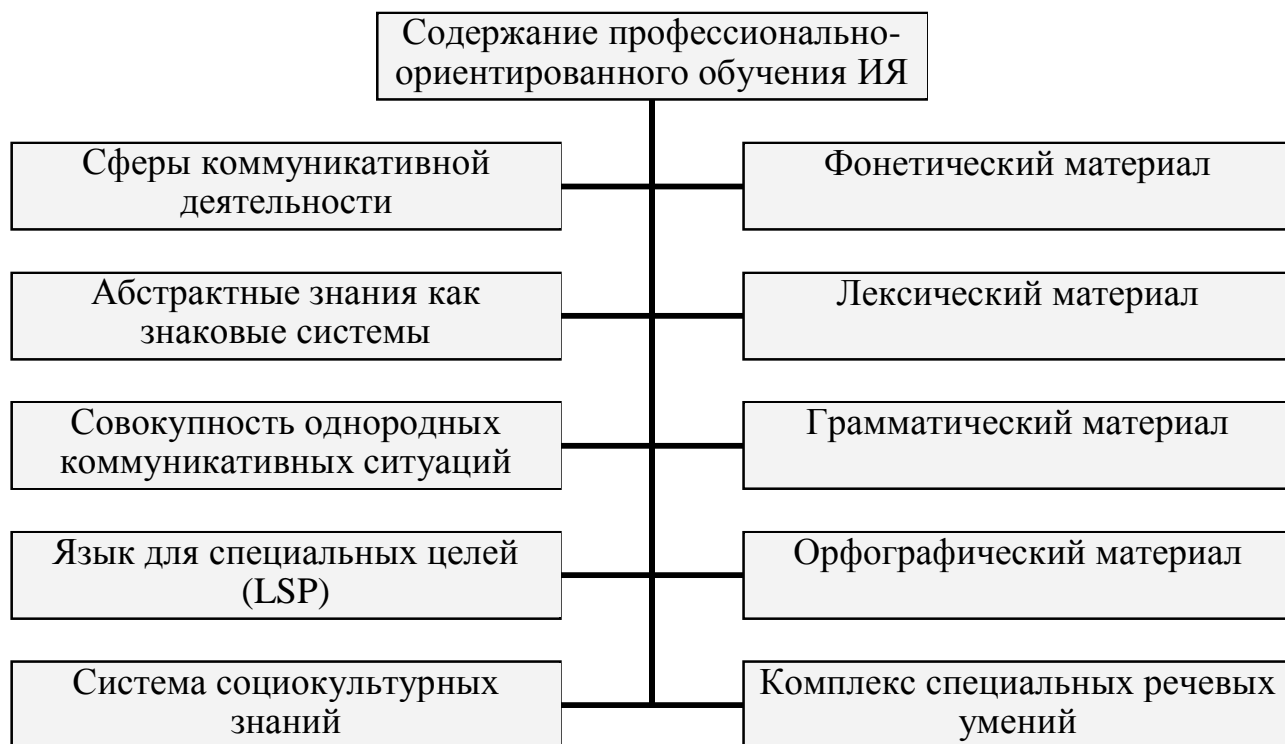 Содержание профессионально-
ориентированного обучения ИЯ
Сферы коммуникативной
деятельности
Фонетический материал
Абстрактные знания как
знаковые системы
Лексический материал
Совокупность однородных
коммуникативных ситуаций
Грамматический материал
Язык для специальных целей
(LSP)
Орфографический материал
Система социокультурных
знаний
Комплекс специальных речевых
умений